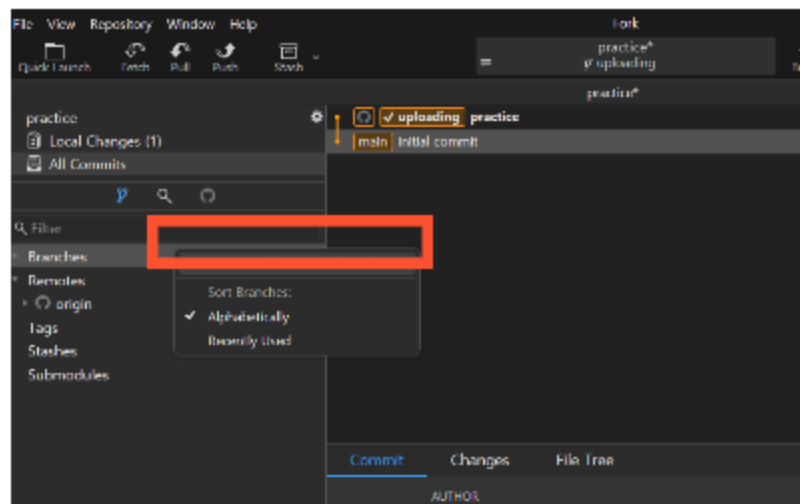 File View Repository Window Help
Fork
Quick Launch Fetch Pull Push Stash
practice*
uploading
practice*
practice
Local Changes (1)
All Commits
Filter
Branches
Remotes
origin
Tags
Stashes
Submodules
uploading practice
main Initial commit
Sort Branches:
Alphabetically
Recently Used
Commit Changes File Tree
AUTHOR